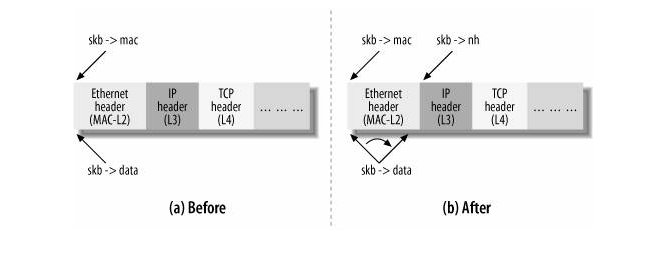 skb -> mac
Ethernet
header
(MAC-L2)
IP
header
(L3)
TCP
header
(L4)
... ... ...
skb -> data
(a) Before
skb -> mac
skb -> nh
Ethernet
header
(MAC-L2)
IP
header
(L3)
TCP
header
(L4)
... ... ...
skb -> data
(b) After